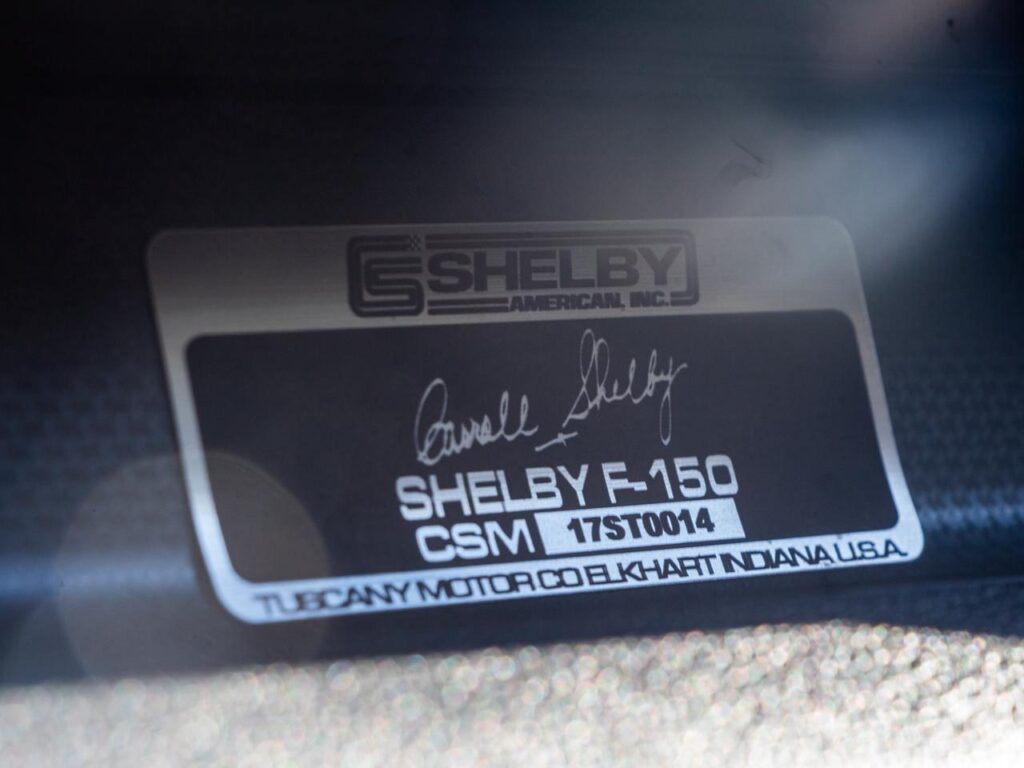 S SHELBY
AMERICAN, INC.
Carroll Shelby
SHELBY F-150
CSM 17ST0014
TUSCANY MOTOR CO ELKHART INDIANA, U.S.A.